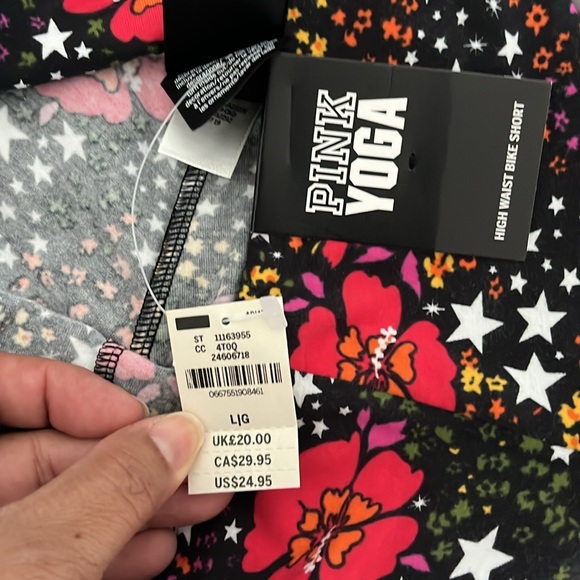 PINK
YOGA
HIGH WAIST BIKE SHORT
ST 11163955
CC 4T0Q
24606718
0667551908461
L|G
UK£20.00
CA$29.95
US$24.95